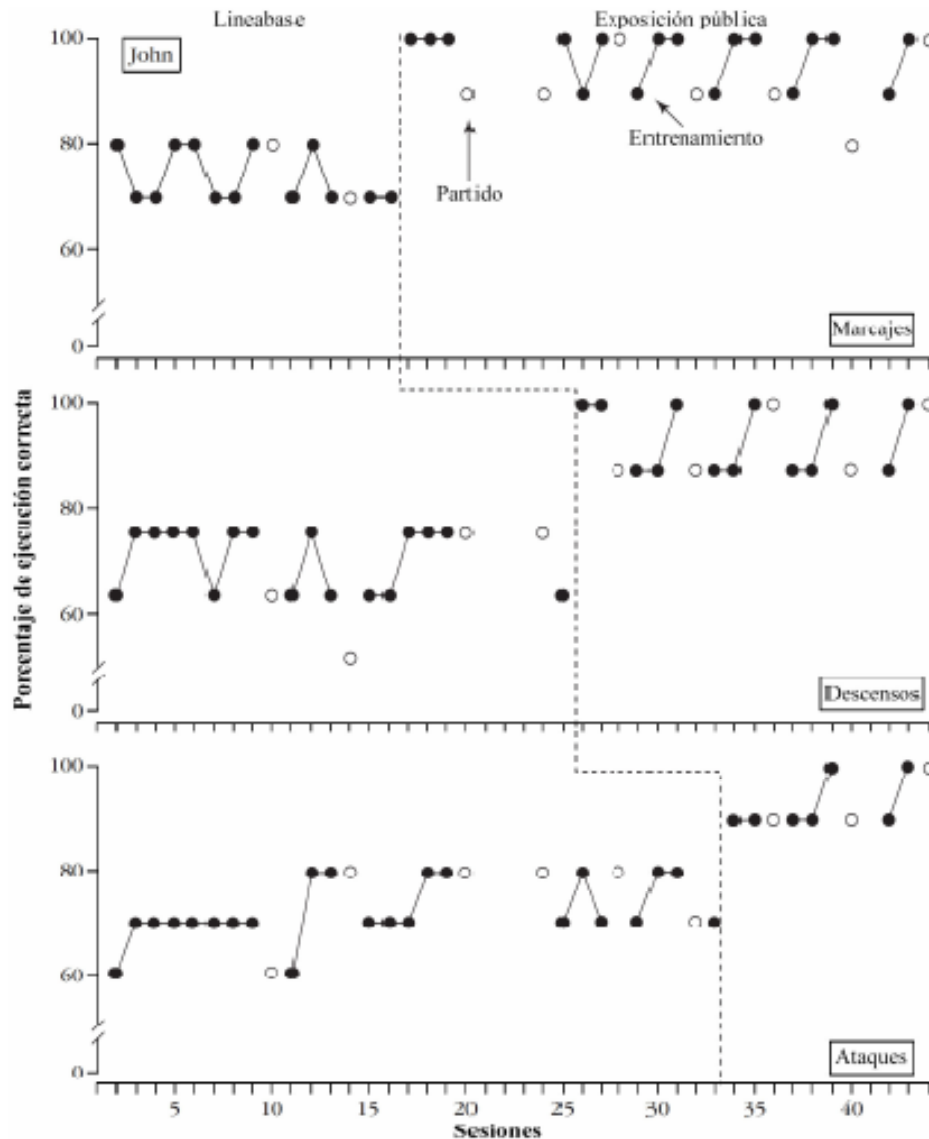 Lineabase Exposición pública
100
John
80
Entrenamiento
Partido
60
0
Marcajes
Porcentaje de ejecución correcta
100
80
60
0
Descensos
100
80
60
0
Ataques
5 10 15 20 25 30 35 40
Sesiones